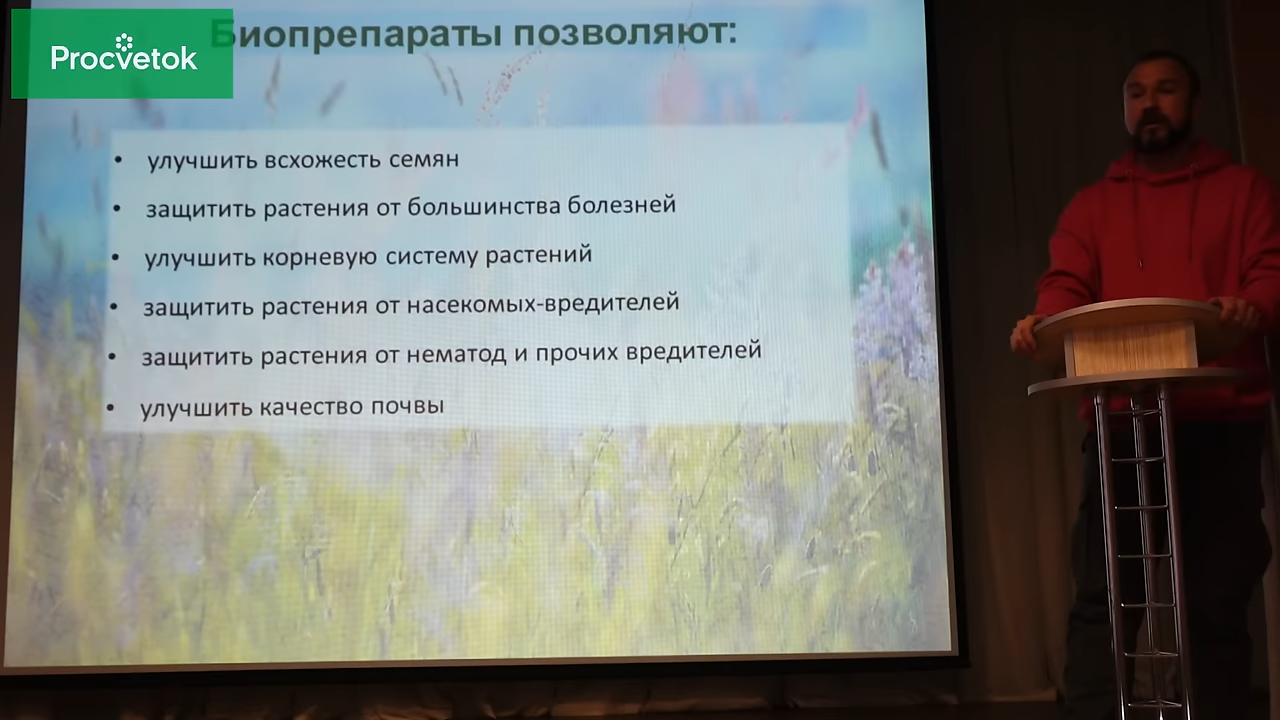 Procvetok
Биопрепараты позволяют:
• улучшить всхожесть семян
• защитить растения от большинства болезней
• улучшить корневую систему растений
• защитить растения от насекомых-вредителей
• защитить растения от нематод и прочих вредителей
• улучшить качество почвы